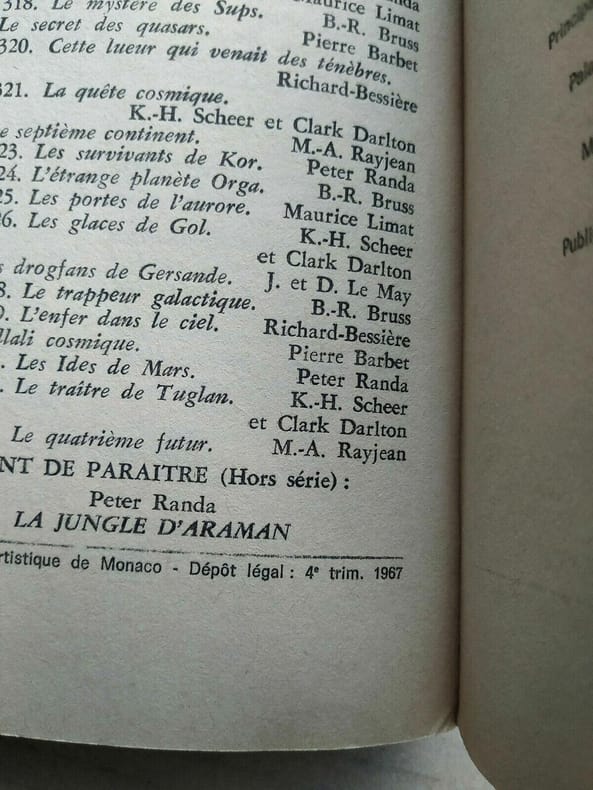 318. Le mystère des Sups.
Maurice Limat
Le secret des quasars.
B.-R. Bruss
Pierre Barbet
320. Cette lueur qui venait des ténèbres.
Richard-Bessière
321. La quête cosmique.
K.-H. Scheer et Clark Darlton
septième continent.
M.-A. Rayjean
23. Les survivants de Kor.
Peter Randa
24. L'étrange planète Orga.
B.-R. Bruss
25. Les portes de l'aurore.
Maurice Limat
26. Les glaces de Gol.
K.-H. Scheer
et Clark Darlton
drogfans de Gersande.
J. et D. Le May
8. Le trappeur galactique.
B.-R. Bruss
L'enfer dans le ciel.
Richard-Bessière
llali cosmique.
Pierre Barbet
Les Ides de Mars.
Peter Randa
Le traître de Tuglan.
K.-H. Scheer
et Clark Darlton
Le quatrième futur.
M.-A. Rayjean
NT DE PARAITRE (Hors série) :
Peter Randa
LA JUNGLE D'ARAMAN
rtistique de Monaco - Dépôt légal : 4e trim. 1967